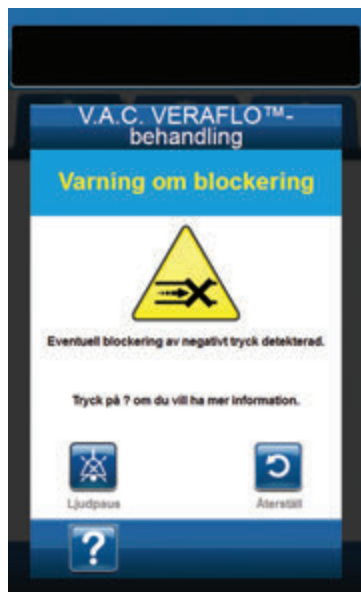 V.A.C. VERAFLO™-
behandling
Varning om blockering
Eventuell blockering av negativt tryck detekterad.
Tryck på ? om du vill ha mer information.
Ljudpaus
Återställ
?